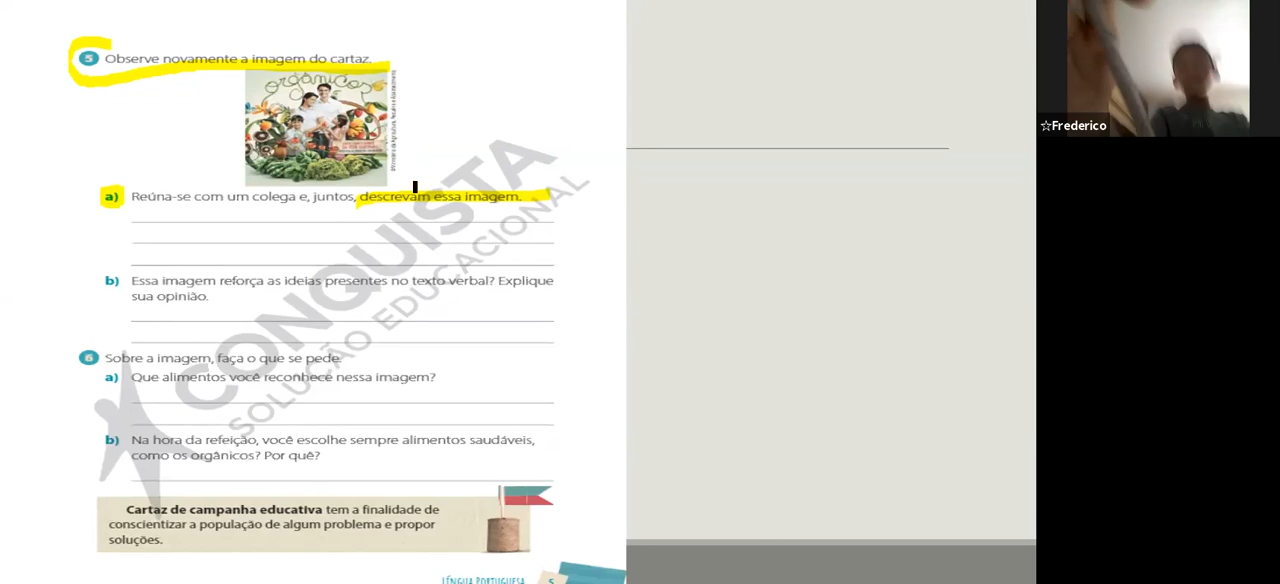 5 Observe novamente a imagem do cartaz.
orgânicos
a) Reúna-se com um colega e, juntos, descrevam essa imagem.
b) Essa imagem reforça as ideias presentes no texto verbal? Explique
sua opinião.
6 Sobre a imagem, faça o que se pede.
a) Que alimentos você reconhece nessa imagem?
b) Na hora da refeição, você escolhe sempre alimentos saudáveis,
como os orgânicos? Por quê?
Cartaz de campanha educativa tem a finalidade de
conscientizar a população de algum problema e propor
soluções.
LÍNGUA PORTUGUESA 5
CONQUISTA
SOLUÇÃO EDUCACIONAL
☆Frederico